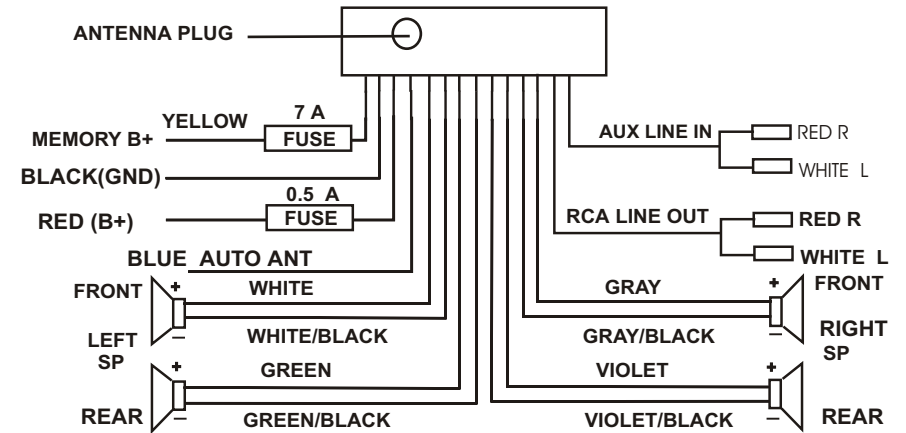 ANTENNA PLUG
7 A
YELLOW
FUSE
MEMORY B+
AUX LINE IN
RED R
WHITE L
BLACK(GND)
0.5 A
RED (B+)
FUSE
RCA LINE OUT
RED R
WHITE L
BLUE AUTO ANT
FRONT
+
WHITE
WHITE/BLACK
–
LEFT
SP
GRAY
GRAY/BLACK
+
FRONT
–
RIGHT
SP
+
GREEN
GREEN/BLACK
–
REAR
VIOLET
VIOLET/BLACK
+
–
REAR